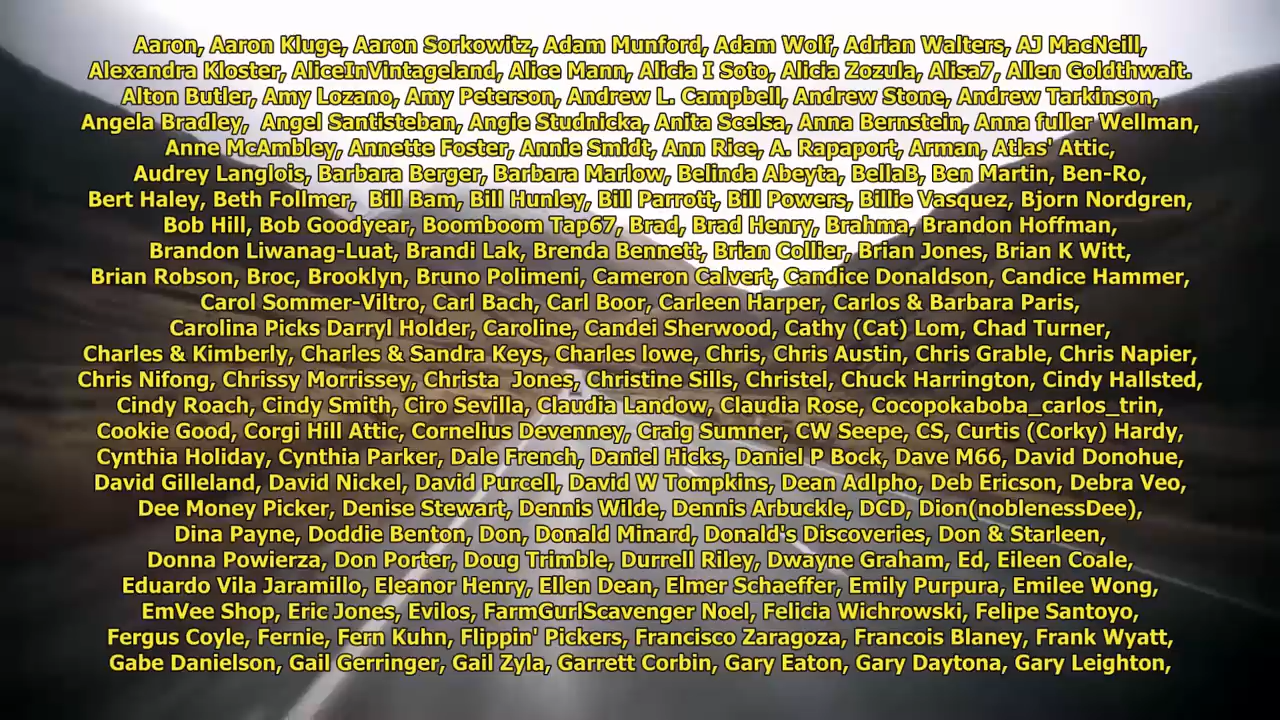 Aaron, Aaron Kluge, Aaron Sorkowitz, Adam Munford, Adam Wolf, Adrian Walters, AJ MacNeill,
Alexandra Kloster, AliceInVintageland, Alice Mann, Alicia I Soto, Alicia Zozula, Alisa7, Allen Goldthwait.
Alton Butler, Amy Lozano, Amy Peterson, Andrew L. Campbell, Andrew Stone, Andrew Tarkinson,
Angela Bradley,  Angel Santisteban, Angie Studnicka, Anita Scelsa, Anna Bernstein, Anna fuller Wellman,
Anne McAmbley, Annette Foster, Annie Smidt, Ann Rice, A. Rapaport, Arman, Atlas' Attic,
Audrey Langlois, Barbara Berger, Barbara Marlow, Belinda Abeyta, BellaB, Ben Martin, Ben-Ro,
Bert Haley, Beth Follmer,  Bill Bam, Bill Hunley, Bill Parrott, Bill Powers, Billie Vasquez, Bjorn Nordgren,
Bob Hill, Bob Goodyear, Boomboom Tap67, Brad, Brad Henry, Brahma, Brandon Hoffman,
Brandon Liwanag-Luat, Brandi Lak, Brenda Bennett, Brian Collier, Brian Jones, Brian K Witt,
Brian Robson, Broc, Brooklyn, Bruno Polimeni, Cameron Calvert, Candice Donaldson, Candice Hammer,
Carol Sommer-Viltro, Carl Bach, Carl Boor, Carleen Harper, Carlos & Barbara Paris,
Carolina Picks Darryl Holder, Caroline, Candei Sherwood, Cathy (Cat) Lom, Chad Turner,
Charles & Kimberly, Charles & Sandra Keys, Charles lowe, Chris, Chris Austin, Chris Grable, Chris Napier,
Chris Nifong, Chrissy Morrissey, Christa  Jones, Christine Sills, Christel, Chuck Harrington, Cindy Hallsted,
Cindy Roach, Cindy Smith, Ciro Sevilla, Claudia Landow, Claudia Rose, Cocopokaboba_carlos_trin,
Cookie Good, Corgi Hill Attic, Cornelius Devenney, Craig Sumner, CW Seepe, CS, Curtis (Corky) Hardy,
Cynthia Holiday, Cynthia Parker, Dale French, Daniel Hicks, Daniel P Bock, Dave M66, David Donohue,
David Gilleland, David Nickel, David Purcell, David W Tompkins, Dean Adlpho, Deb Ericson, Debra Veo,
Dee Money Picker, Denise Stewart, Dennis Wilde, Dennis Arbuckle, DCD, Dion(noblenessDee),
Dina Payne, Doddie Benton, Don, Donald Minard, Donald's Discoveries, Don & Starleen,
Donna Powierza, Don Porter, Doug Trimble, Durrell Riley, Dwayne Graham, Ed, Eileen Coale,
Eduardo Vila Jaramillo, Eleanor Henry, Ellen Dean, Elmer Schaeffer, Emily Purpura, Emilee Wong,
EmVee Shop, Eric Jones, Evilos, FarmGurlScavenger Noel, Felicia Wichrowski, Felipe Santoyo,
Fergus Coyle, Fernie, Fern Kuhn, Flippin' Pickers, Francisco Zaragoza, Francois Blaney, Frank Wyatt,
Gabe Danielson, Gail Gerringer, Gail Zyla, Garrett Corbin, Gary Eaton, Gary Daytona, Gary Leighton,